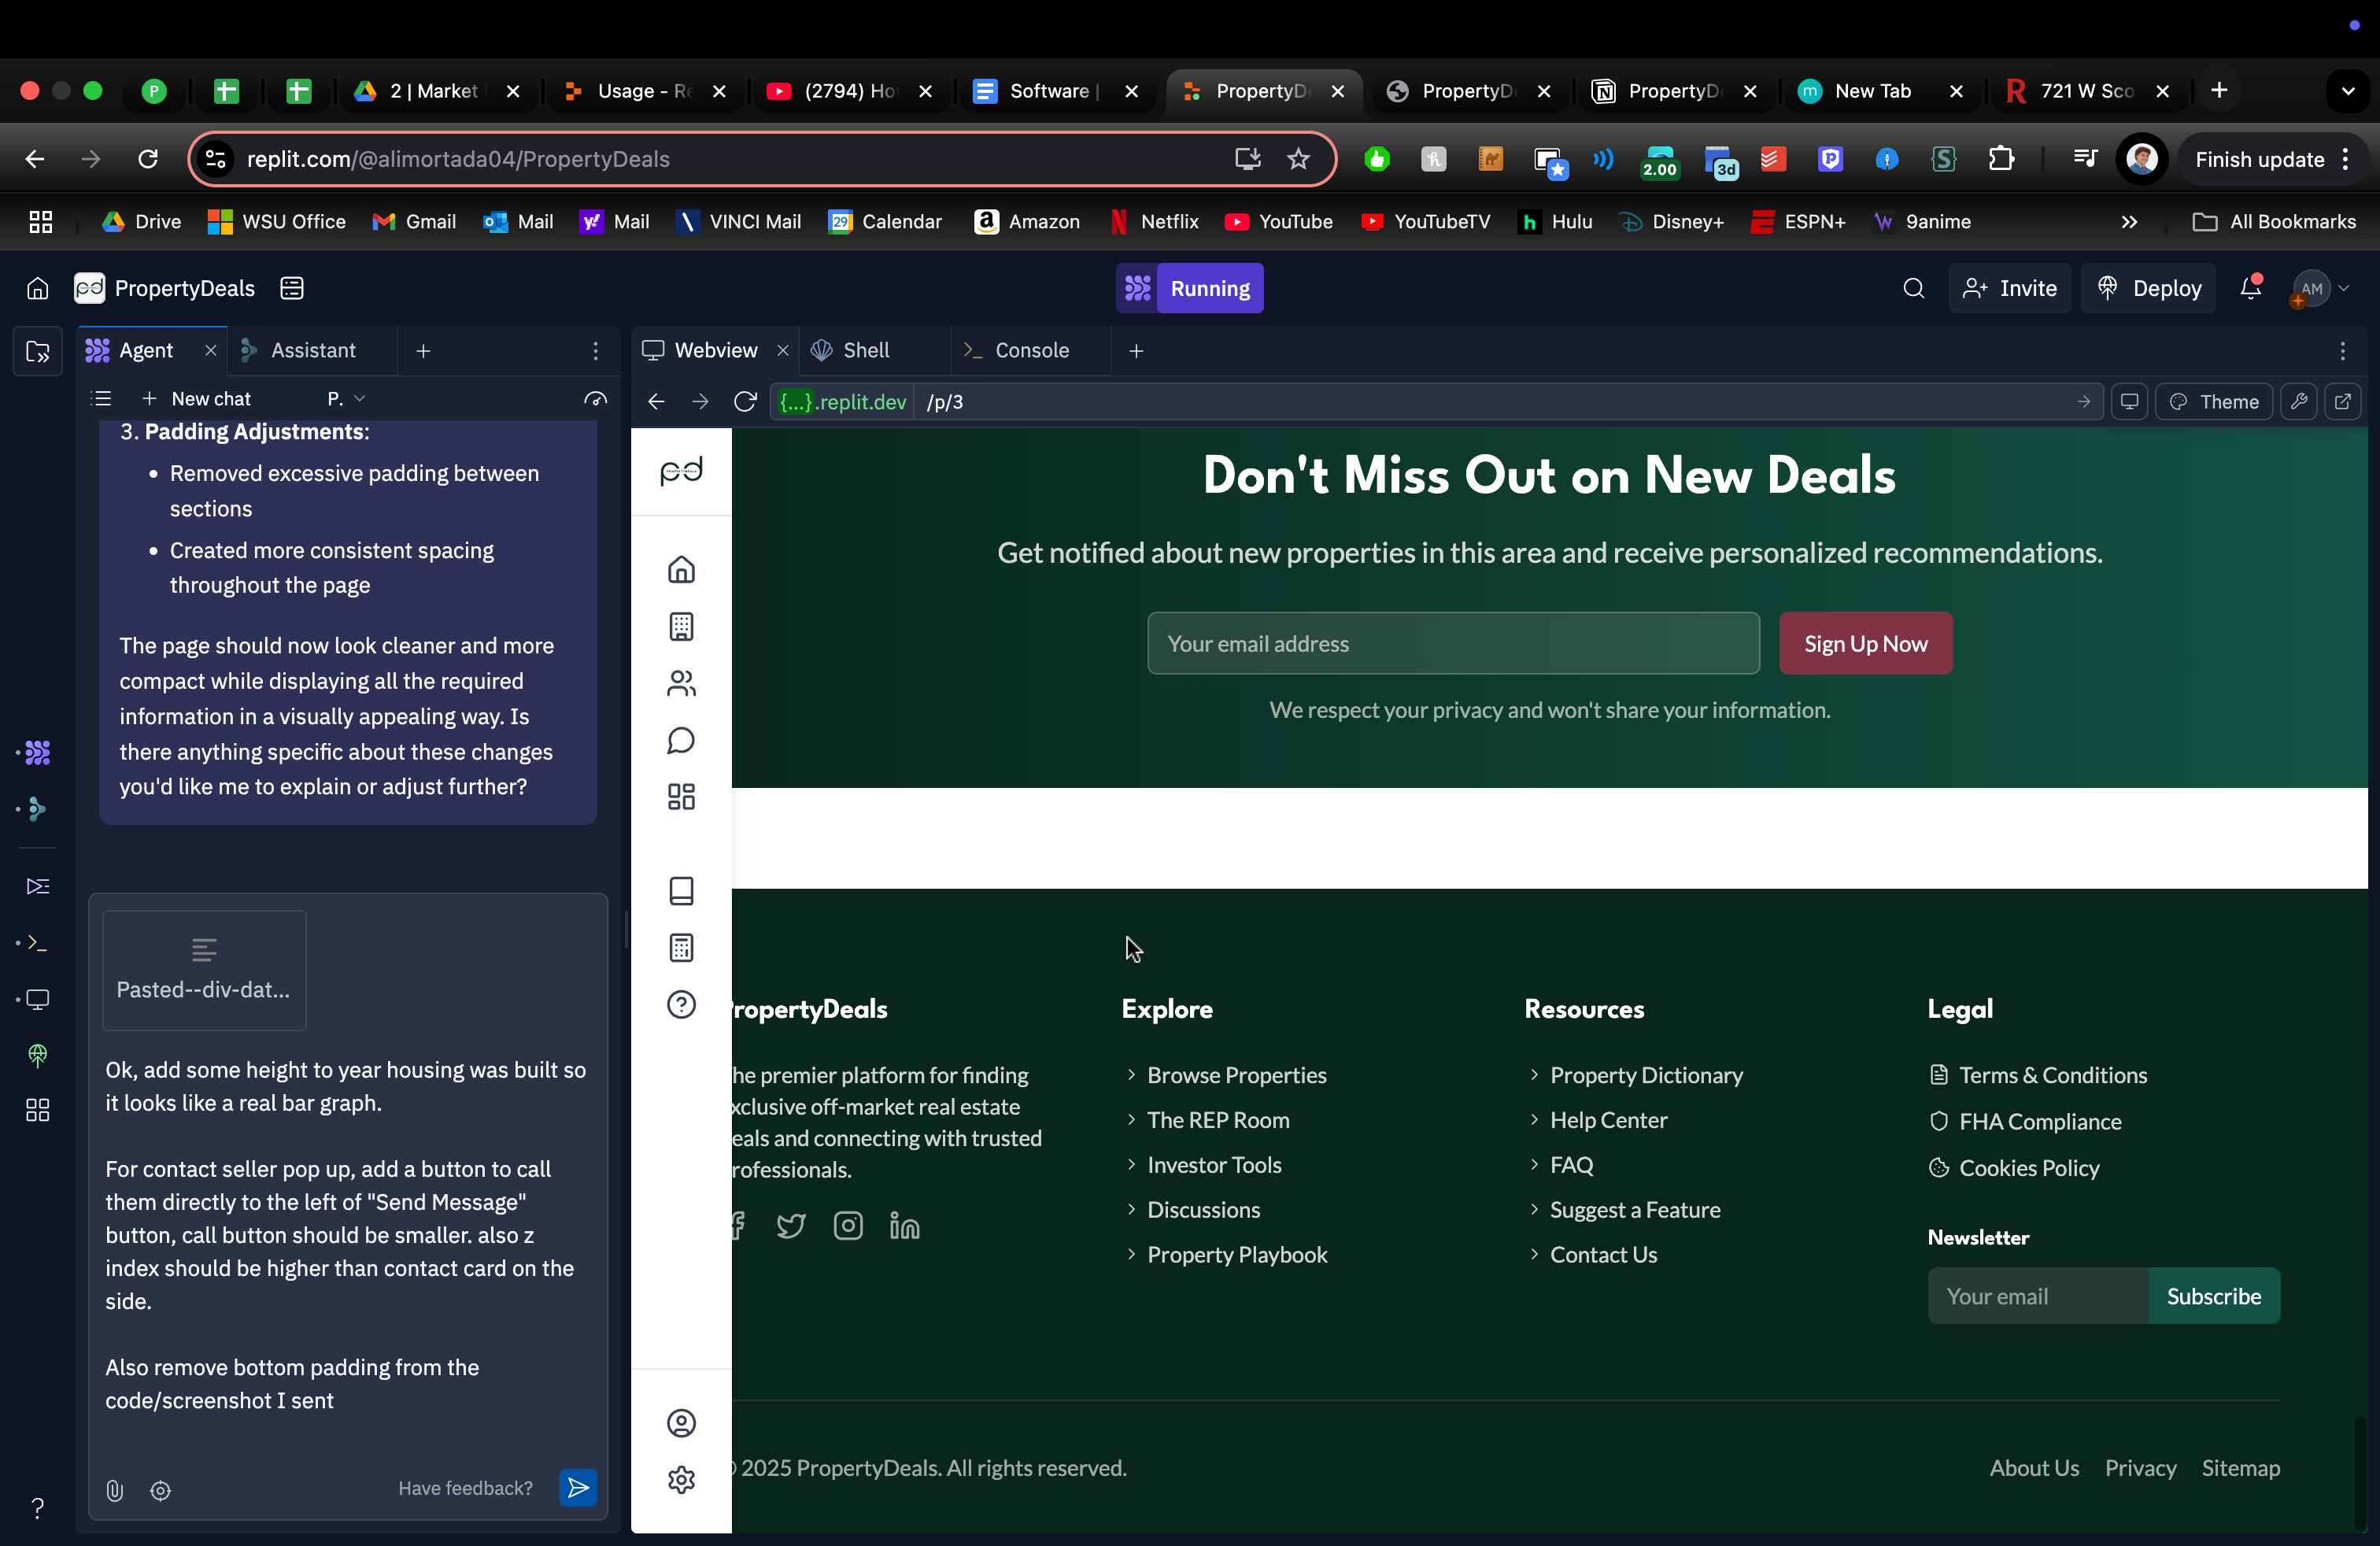 P
2 | Market
Usage - Re
(2794) Ho
Software |
PropertyD
PropertyD
PropertyD
New Tab
721 W Sco
replit.com/@alimortada04/PropertyDeals
2.00
3d
Finish update
Drive
WSU Office
Gmail
Mail
Mail
VINCI Mail
29
Calendar
Amazon
Netflix
YouTube
YouTubeTV
Hulu
Disney+
ESPN+
9anime
All Bookmarks
pd
PropertyDeals
Running
Invite
Deploy
AM
Agent
Assistant
Webview
Shell
Console
New chat
P.
{...}.replit.dev
/p/3
Theme
3. Padding Adjustments:
• Removed excessive padding between
sections
• Created more consistent spacing
throughout the page
The page should now look cleaner and more
compact while displaying all the required
information in a visually appealing way. Is
there anything specific about these changes
you'd like me to explain or adjust further?
Pasted--div-dat...
Ok, add some height to year housing was built so
it looks like a real bar graph.
For contact seller pop up, add a button to call
them directly to the left of "Send Message"
button, call button should be smaller. also z
index should be higher than contact card on the
side.
Also remove bottom padding from the
code/screenshot I sent
Have feedback?
pd
Don't Miss Out on New Deals
Get notified about new properties in this area and receive personalized recommendations.
Your email address
Sign Up Now
We respect your privacy and won't share your information.
ropertyDeals
he premier platform for finding
xclusive off-market real estate
eals and connecting with trusted
rofessionals.
Explore
Browse Properties
The REP Room
Investor Tools
Discussions
Property Playbook
Resources
Property Dictionary
Help Center
FAQ
Suggest a Feature
Contact Us
Legal
Terms & Conditions
FHA Compliance
Cookies Policy
Newsletter
Your email
Subscribe
2025 PropertyDeals. All rights reserved.
About Us
Privacy
Sitemap